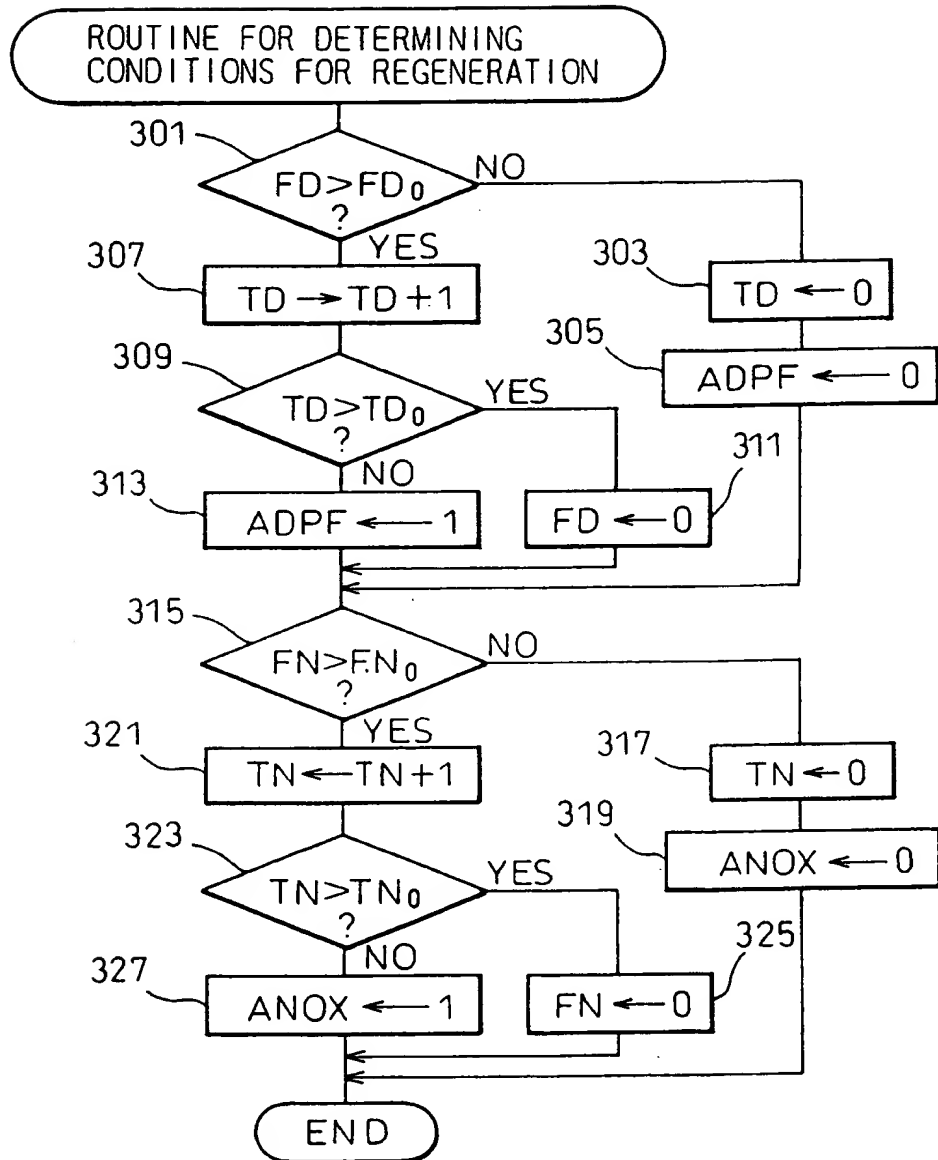 ROUTINE FOR DETERMINING
CONDITIONS FOR REGENERATION
301
FD>FD₀
?
NO
YES
307
TD→TD+1
303
TD←0
305
ADPF←0
309
TD>TD₀
?
YES
NO
311
FD←0
313
ADPF←1
315
FN>F.N₀
?
NO
YES
321
TN←TN+1
317
TN←0
319
ANOX←0
323
TN>TN₀
?
YES
NO
325
FN←0
327
ANOX←1
END